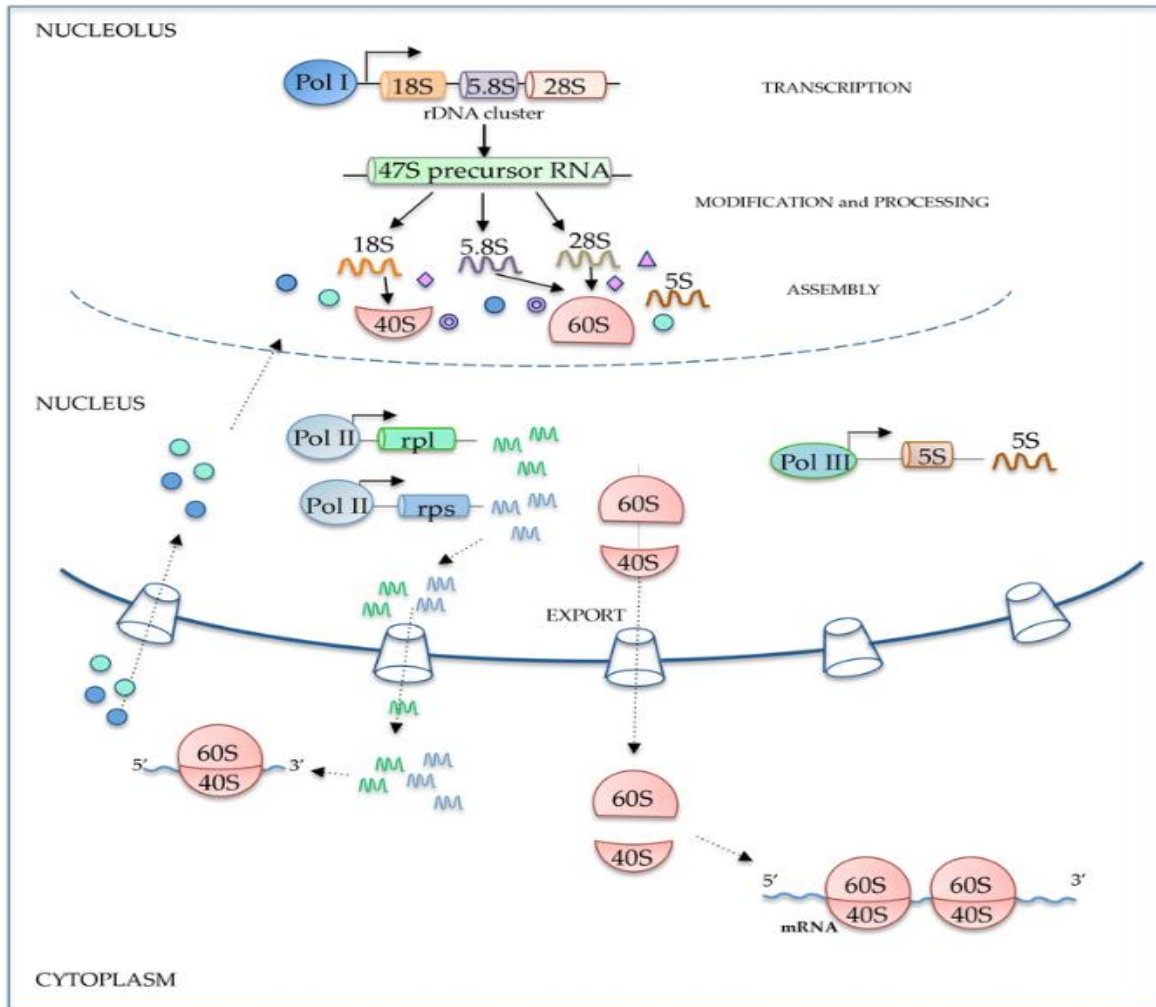 NUCLEOLUS
Pol I
18S
5.8S
28S
TRANSCRIPTION
rDNA cluster
47S precursor RNA
MODIFICATION and PROCESSING
18S
5.8S
28S
5S
ASSEMBLY
40S
60S
NUCLEUS
Pol II
rpl
Pol III
5S
5S
Pol II
rps
60S
40S
EXPORT
5'
60S
40S
3'
60S
40S
5'
60S
60S
3'
40S
40S
mRNA
CYTOPLASM